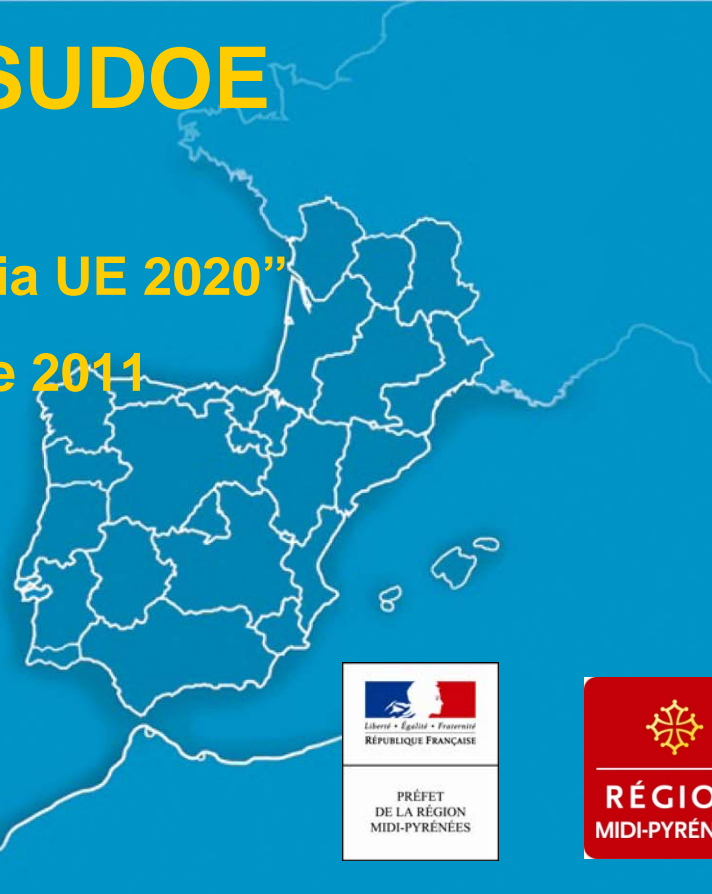 SUDOE
ia UE 2020”
e 2011
Liberté • Égalité • Fraternité
RÉPUBLIQUE FRANÇAISE
PRÉFET
DE LA RÉGION
MIDI-PYRÉNÉES
RÉGIO
MIDI-PYRÉN